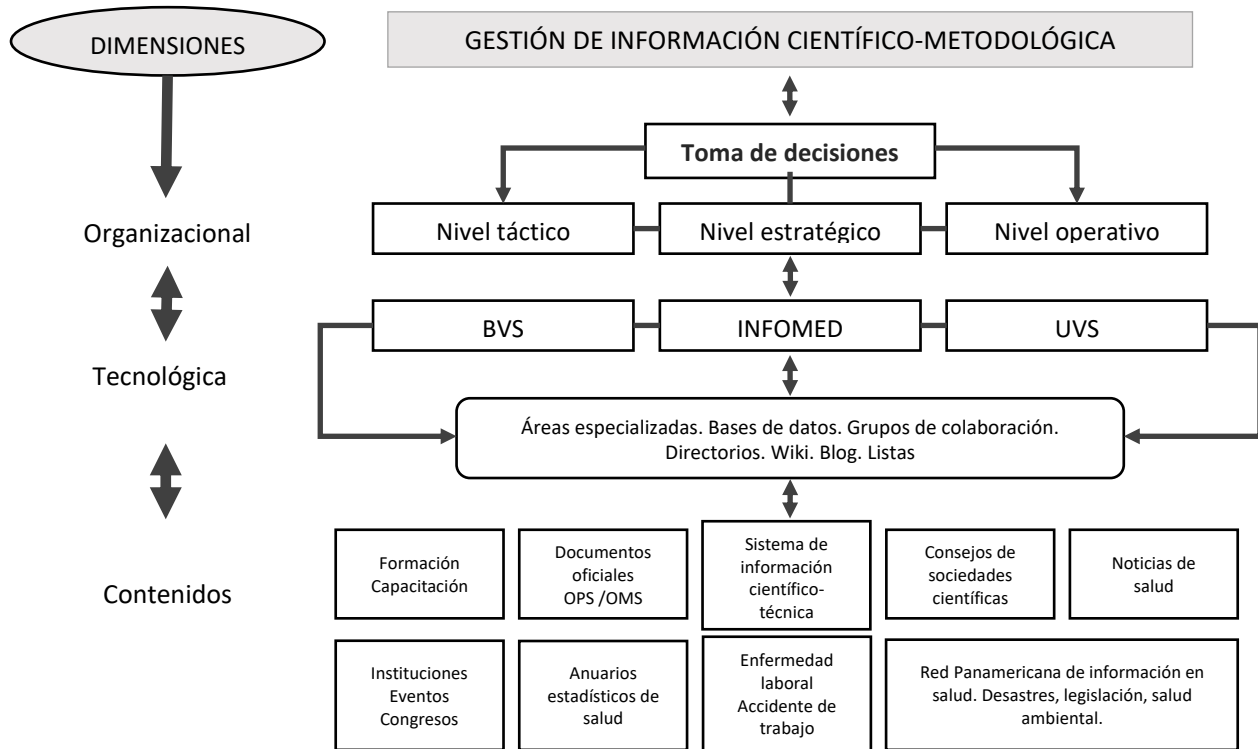 DIMENSIONES
GESTIÓN DE INFORMACIÓN CIENTÍFICO-METODOLÓGICA
Toma de decisiones
Organizacional
Nivel táctico
Nivel estratégico
Nivel operativo
BVS
INFOMED
UVS
Tecnológica
Áreas especializadas. Bases de datos. Grupos de colaboración.
Directorios. Wiki. Blog. Listas
Contenidos
Formación
Capacitación
Documentos
oficiales
OPS /OMS
Sistema de
información
científico-
técnica
Consejos de
sociedades
científicas
Noticias de
salud
Instituciones
Eventos
Congresos
Anuarios
estadísticos de
salud
Enfermedad
laboral
Accidente de
trabajo
Red Panamericana de información en
salud. Desastres, legislación, salud
ambiental.